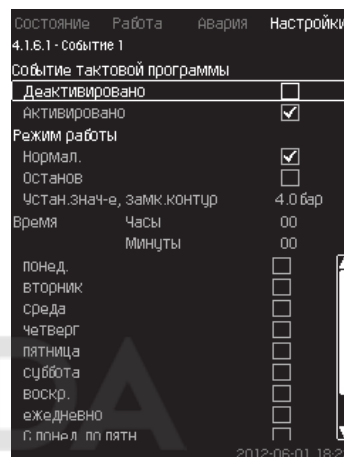 Состояние Работа Авария Настройки
4.1.6.1 - Событие 1
Событие тактовой программы
Деактивировано
Активировано
Режим работы
Нормал.
Останов
Устан.знач-е, замк.контур 4.0 бар
Время Часы 00
Минуты 00
понед.
вторник
среда
четверг
пятница
суббота
воскр.
ежедневно
С понед. по пятн
2012-06-01 18:2